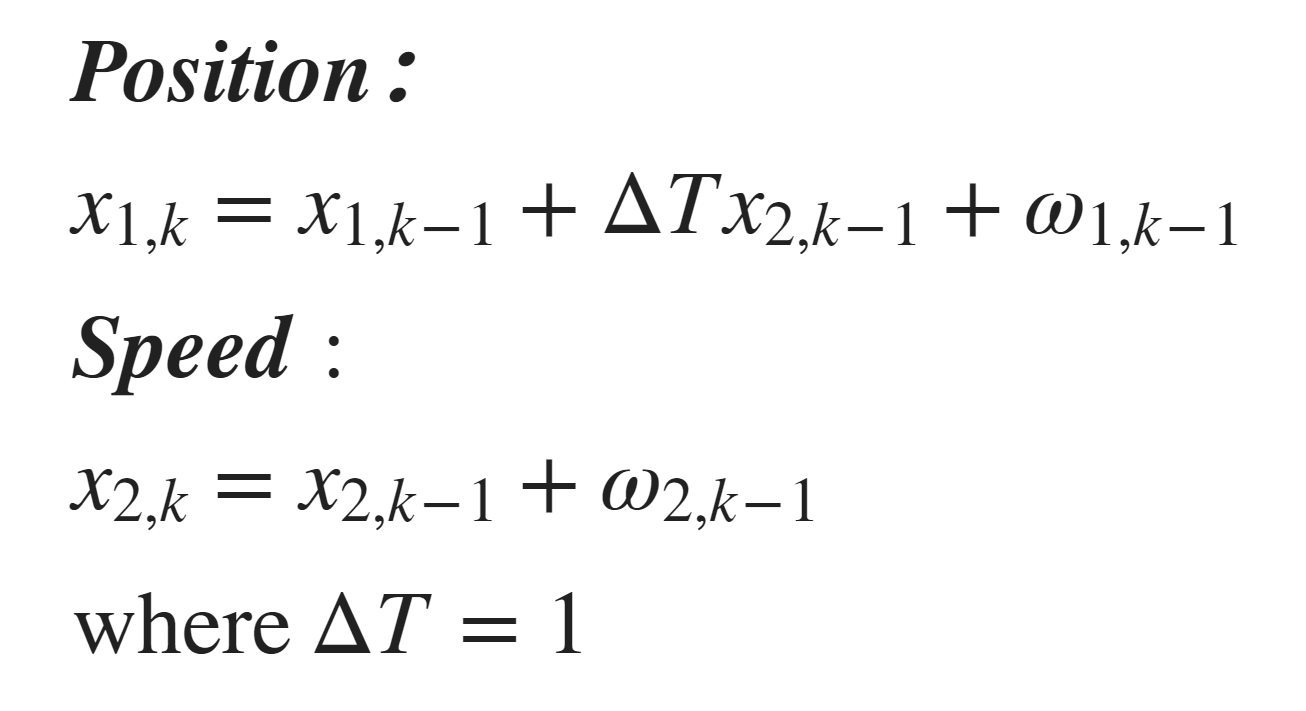 Position :
x₁,ₖ = x₁,ₖ₋₁ + ΔTx₂,ₖ₋₁ + ω₁,ₖ₋₁
Speed :
x₂,ₖ = x₂,ₖ₋₁ + ω₂,ₖ₋₁
where ΔT = 1